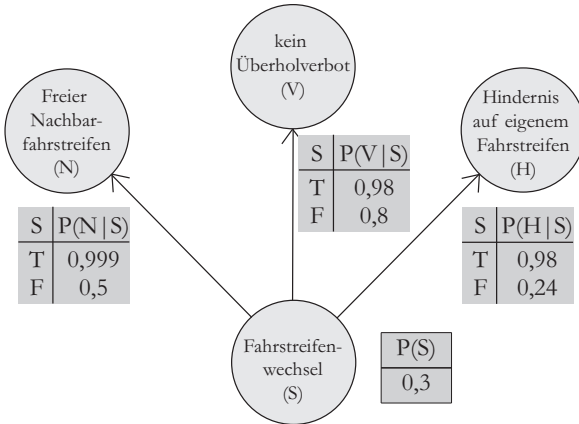 kein
Überholverbot)
(V)
Freier
Nachbar-
fahrstreifen
(N)
Hindernis
auf eigenem
Fahrstreifen
(H)
S P(V|S)
T 0,98
F 0,8
S P(N|S)
T 0,999
F 0,5
S P(H|S)
T 0,98
F 0,24
Fahrstreifen-
wechsel
(S)
P(S)
0,3